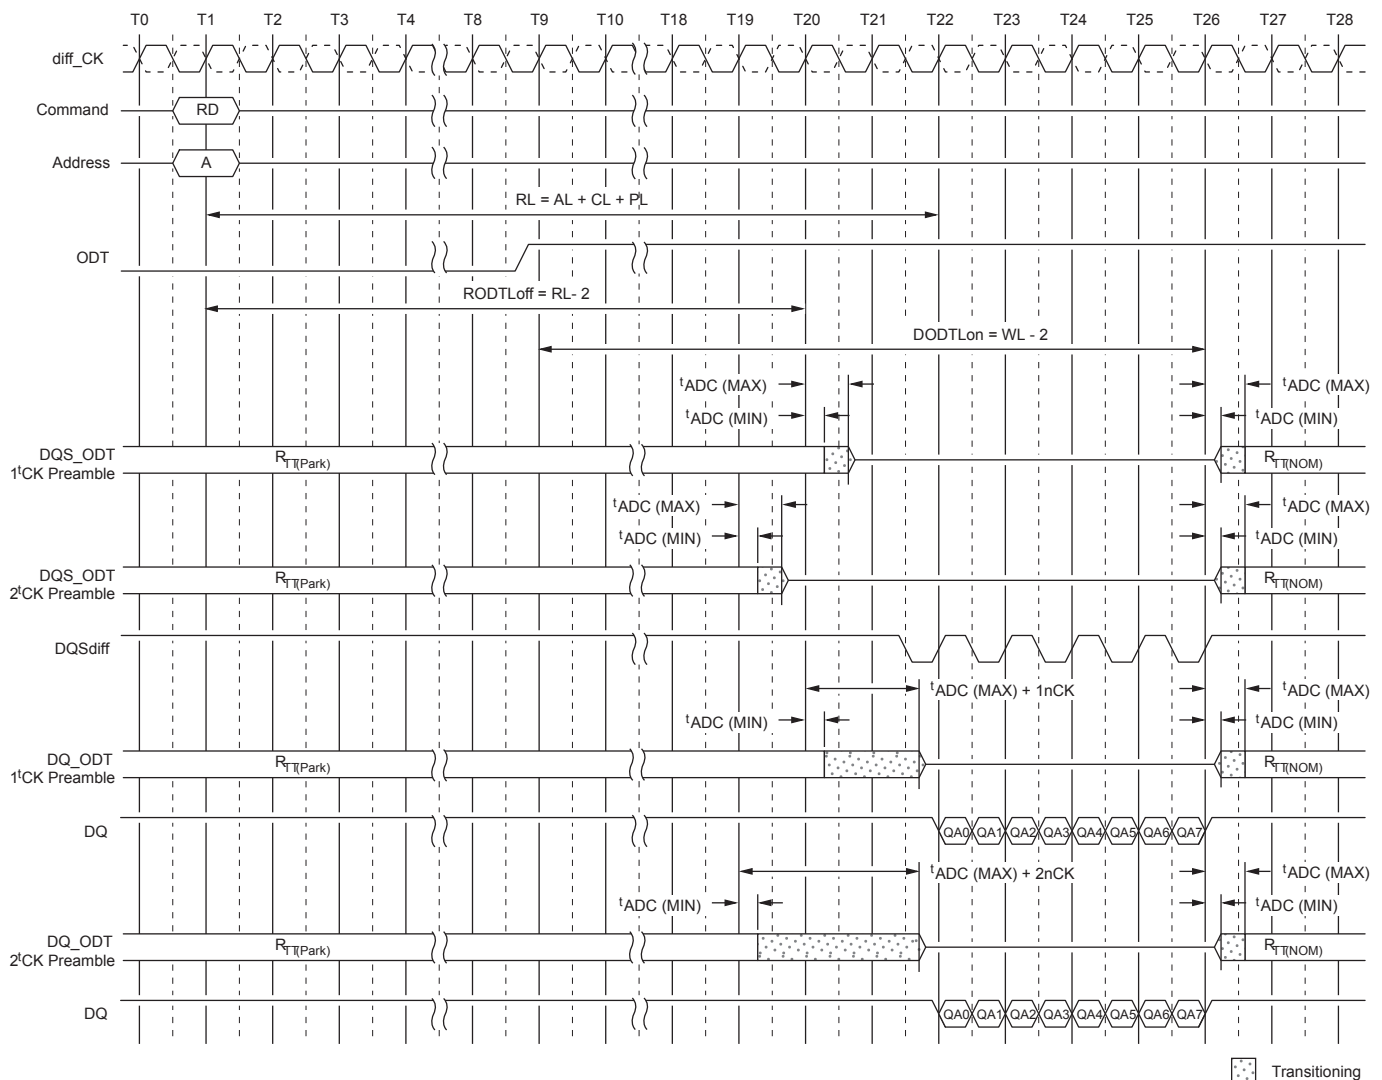 T0 T1 T2 T3 T4 T8 T9 T10 T18 T19 T20 T21 T22 T23 T24 T25 T26 T27 T28
diff_CK
Command RD
Address A
RL = AL + CL + PL
ODT
RODTLoff = RL- 2
DODTLon = WL - 2
tADC (MAX) tADC (MAX)
tADC (MIN) tADC (MIN)
DQS_ODT
1tCK Preamble
RTT(Park) RTT(NOM)
tADC (MAX) tADC (MAX)
tADC (MIN) tADC (MIN)
DQS_ODT
2tCK Preamble
RTT(Park) RTT(NOM)
DQSdiff
tADC (MAX) + 1nCK tADC (MAX)
tADC (MIN) tADC (MIN)
DQ_ODT
1tCK Preamble
RTT(Park) RTT(NOM)
DQ QA0 QA1 QA2 QA3 QA4 QA5 QA6 QA7
tADC (MAX) + 2nCK tADC (MAX)
tADC (MIN) tADC (MIN)
DQ_ODT
2tCK Preamble
RTT(Park) RTT(NOM)
DQ QA0 QA1 QA2 QA3 QA4 QA5 QA6 QA7
Transitioning